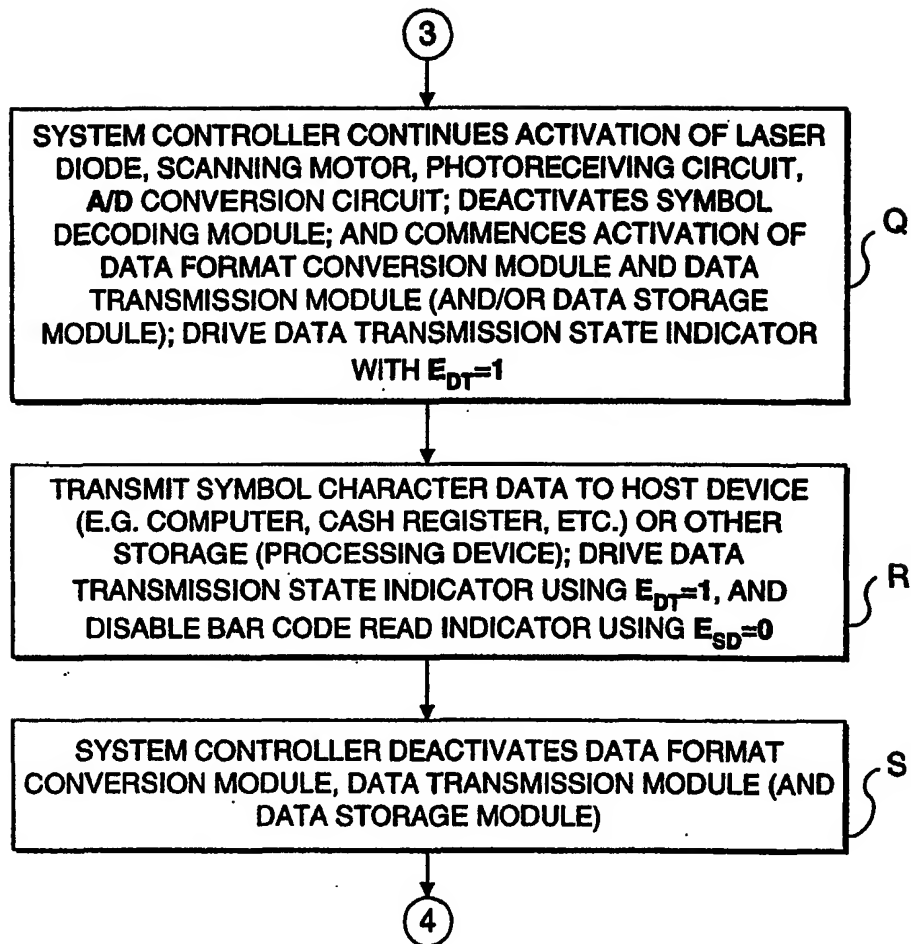 3
SYSTEM CONTROLLER CONTINUES ACTIVATION OF LASER
DIODE, SCANNING MOTOR, PHOTORECEIVING CIRCUIT,
A/D CONVERSION CIRCUIT; DEACTIVATES SYMBOL
DECODING MODULE; AND COMMENCES ACTIVATION OF
DATA FORMAT CONVERSION MODULE AND DATA
TRANSMISSION MODULE (AND/OR DATA STORAGE
MODULE); DRIVE DATA TRANSMISSION STATE INDICATOR
WITH E_DT=1
Q
TRANSMIT SYMBOL CHARACTER DATA TO HOST DEVICE
(E.G. COMPUTER, CASH REGISTER, ETC.) OR OTHER
STORAGE (PROCESSING DEVICE); DRIVE DATA
TRANSMISSION STATE INDICATOR USING E_DT=1, AND
DISABLE BAR CODE READ INDICATOR USING E_SD=0
R
SYSTEM CONTROLLER DEACTIVATES DATA FORMAT
CONVERSION MODULE, DATA TRANSMISSION MODULE (AND
DATA STORAGE MODULE)
S
4